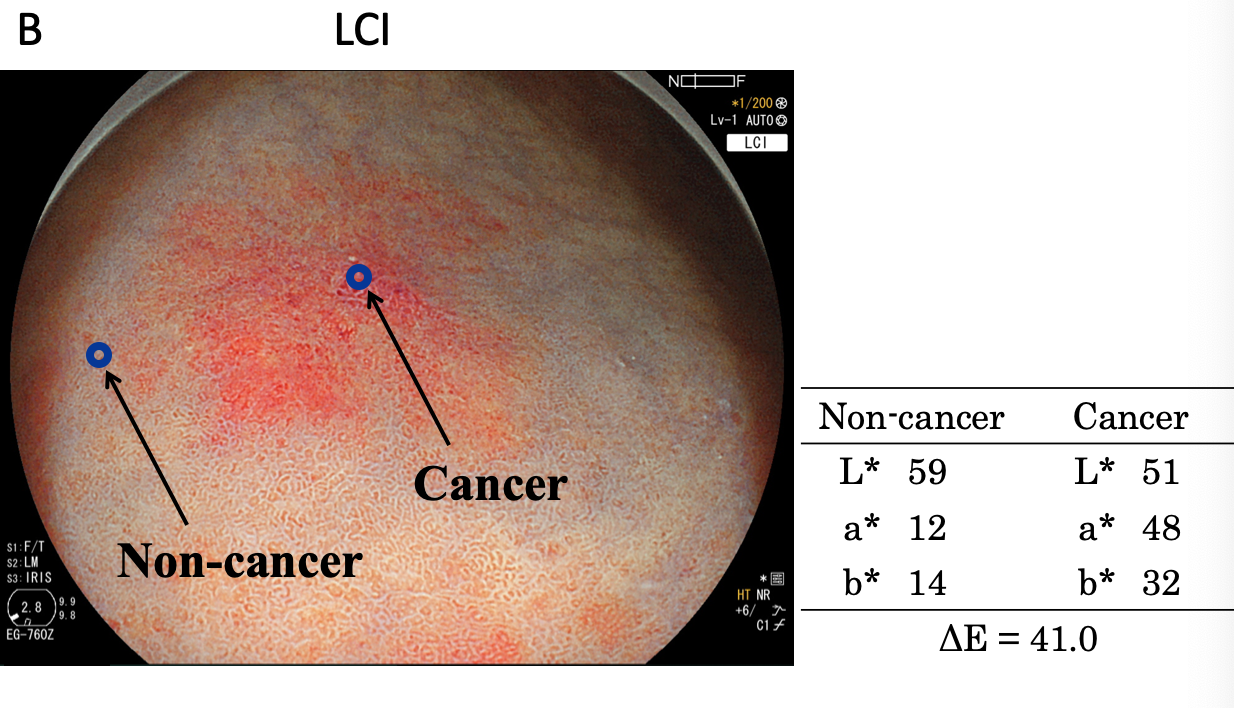 B LCI
N F
*1/200
Lv-1 AUTO
LCI
Cancer
Non-cancer
S1:F/T
S2:LM
S3:IRIS
2.8 9.9
9.8
EG-760Z
*
HT NR
+6/
C1
Non-cancer Cancer
L* 59 L* 51
a* 12 a* 48
b* 14 b* 32
ΔE = 41.0